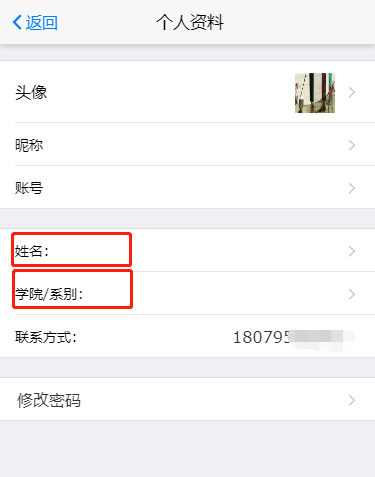 返回 个人资料
头像
昵称
账号
姓名：
学院/系别：
联系方式： 180795
修改密码